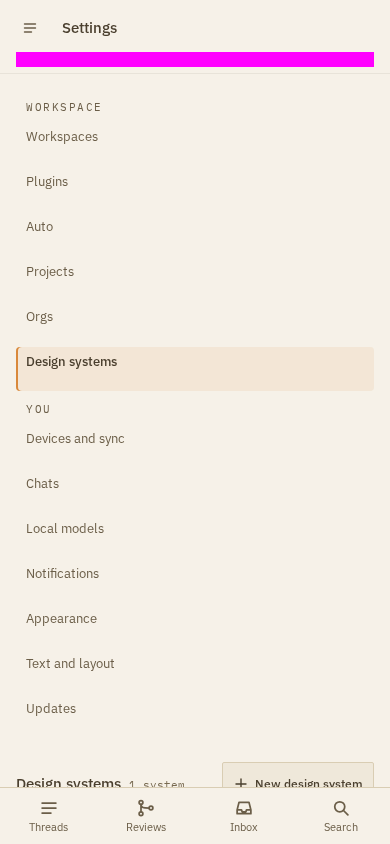 Settings
WORKSPACE
Workspaces
Plugins
Auto
Projects
Orgs
Design systems
YOU
Devices and sync
Chats
Local models
Notifications
Appearance
Text and layout
Updates
Design systems 1 system
New design system
Threads
Reviews
Inbox
Search